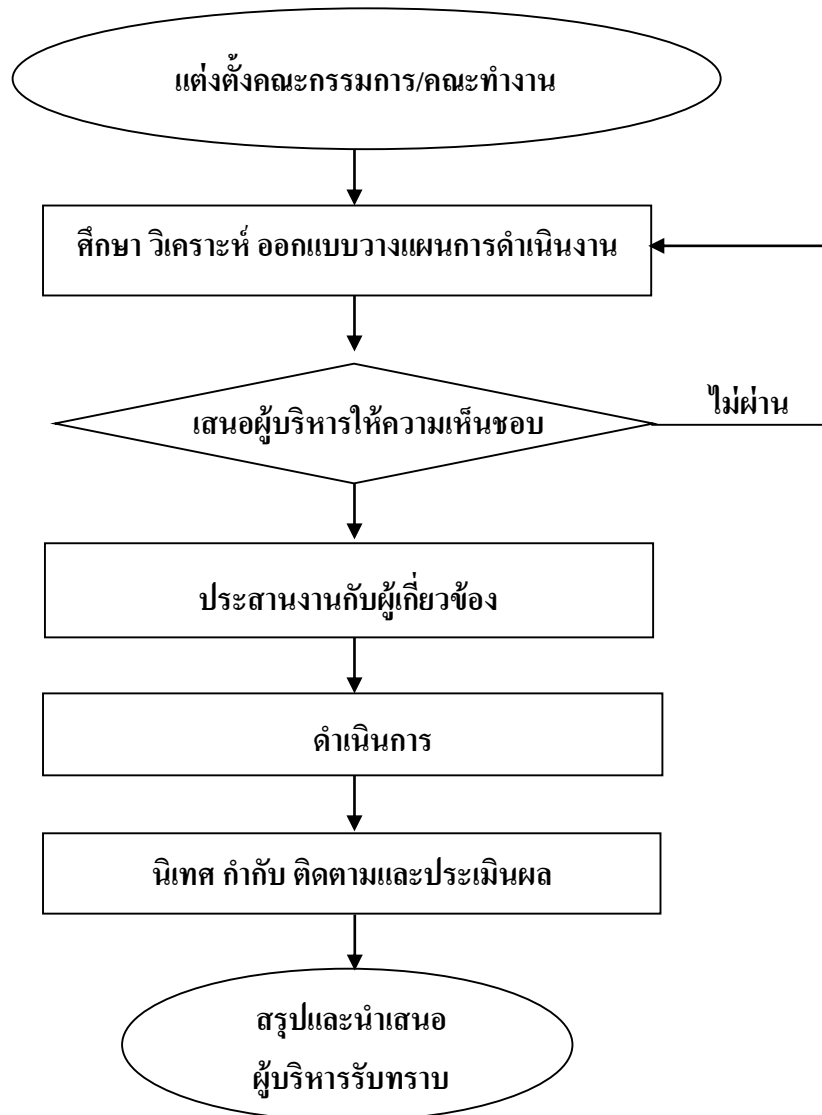 แต่งตั้งคณะกรรมการ/คณะทำงาน
ศึกษา วิเคราะห์ ออกแบบวางแผนการดำเนินงาน
เสนอผู้บริหารให้ความเห็นชอบ
ไม่ผ่าน
ประสานงานกับผู้เกี่ยวข้อง
ดำเนินการ
นิเทศ กำกับ ติดตามและประเมินผล
สรุปและนำเสนอ
ผู้บริหารรับทราบ